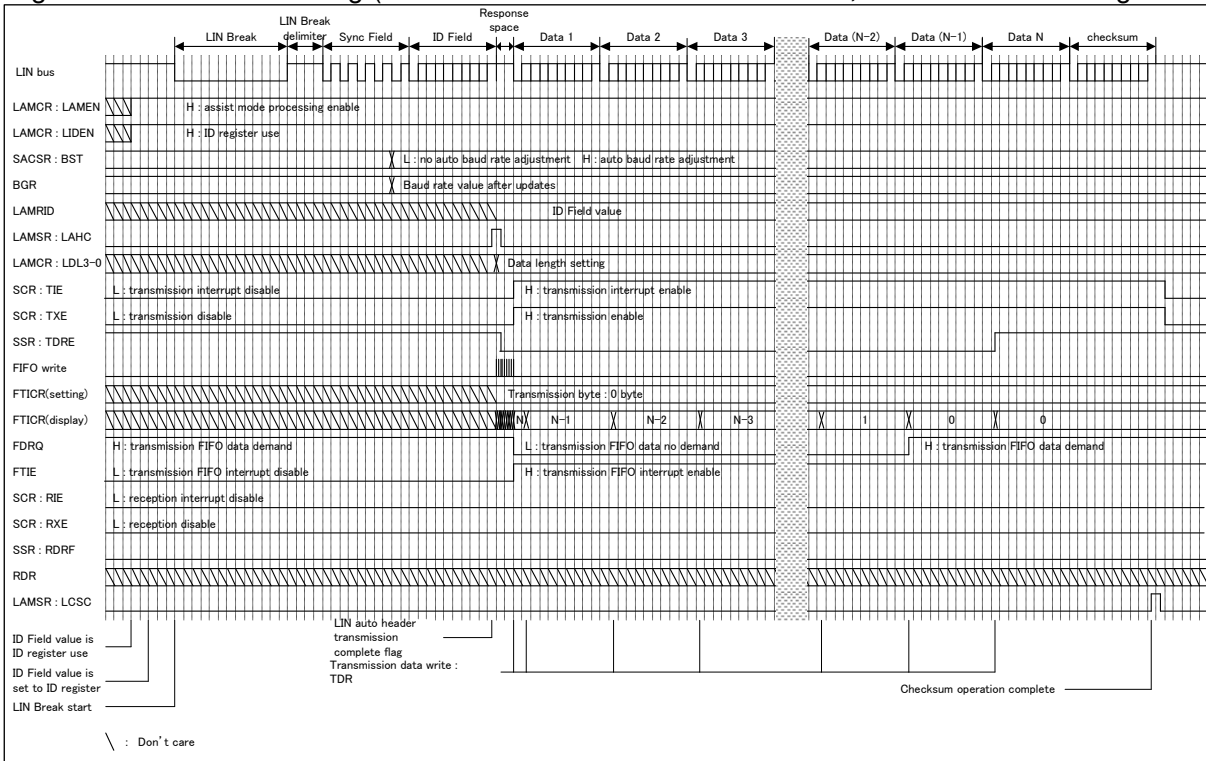 Response
space
LIN Break
delimiter
LIN Break
Sync Field
ID Field
Data 1
Data 2
Data 3
Data (N-2)
Data (N-1)
Data N
checksum
LIN bus
LAMCR : LAMEN
H : assist mode processing enable
LAMCR : LIDEN
H : ID register use
SACSR : BST
L : no auto baud rate adjustment H : auto baud rate adjustment
BGR
Baud rate value after updates
LAMRID
ID Field value
LAMSR : LAHC
LAMCR : LDL3-0
Data length setting
SCR : TIE
L : transmission interrupt disable
H : transmission interrupt enable
SCR : TXE
L : transmission disable
H : transmission enable
SSR : TDRE
FIFO write
FTICR(setting)
Transmission byte : 0 byte
FTICR(display)
N
N-1
N-2
N-3
1
0
0
FDRQ
H : transmission FIFO data demand
L : transmission FIFO data no demand
H : transmission FIFO data demand
FTIE
L : transmission FIFO interrupt disable
H : transmission FIFO interrupt enable
SCR : RIE
L : reception interrupt disable
SCR : RXE
L : reception disable
SSR : RDRF
RDR
LAMSR : LCSC
ID Field value is
ID register use
ID Field value is
set to ID register
LIN Break start
LIN auto header
transmission
complete flag
Transmission data write :
TDR
Checksum operation complete
: Don't care